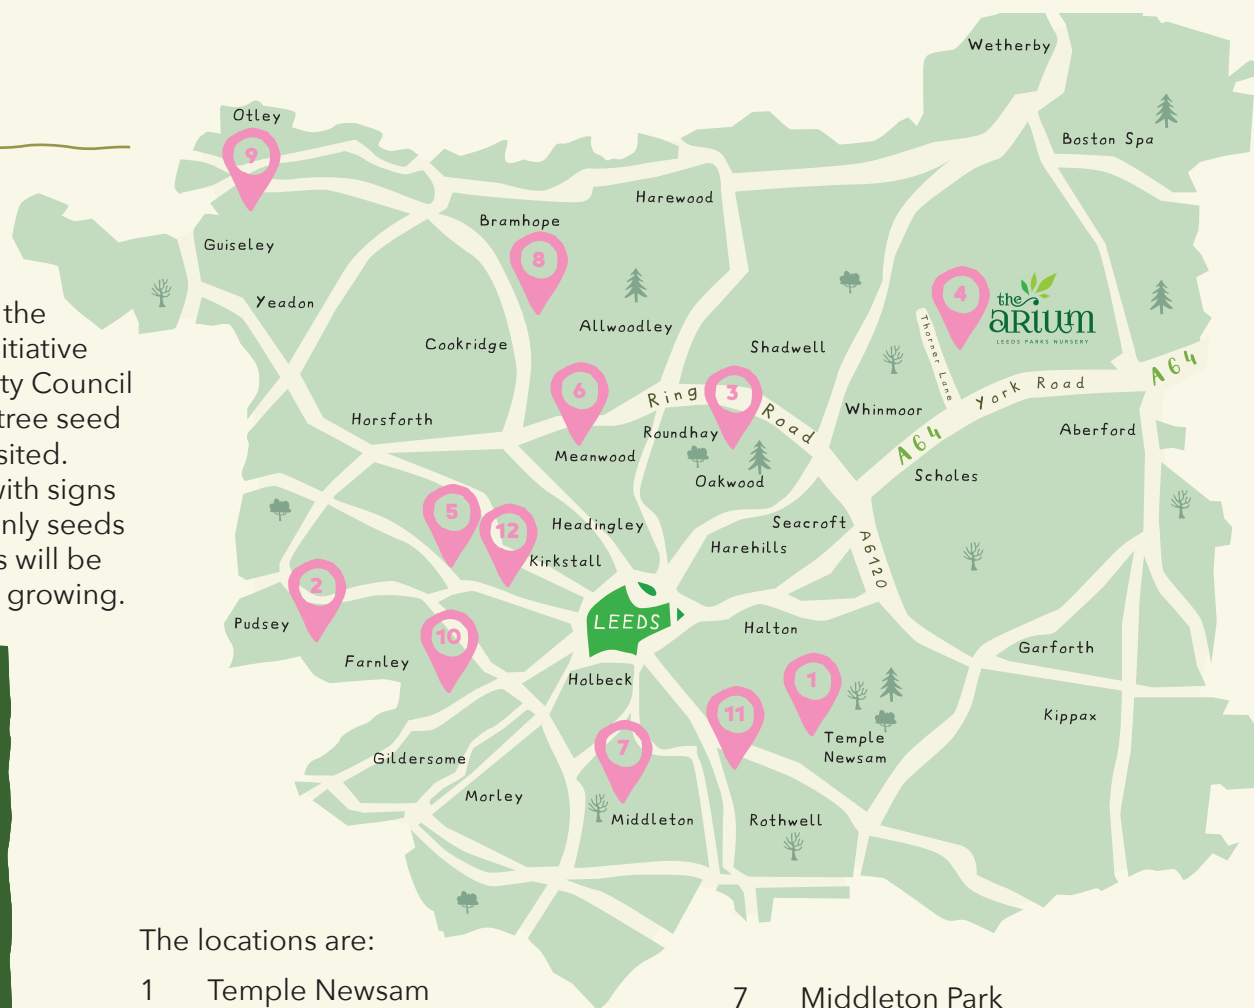 Wetherby
Otley
9
Boston Spa
Harewood
Bramhope
Guiseley
8
4
the
arium
LEEDS PARKS NURSERY
Yeadon
the
itiative
ty Council
tree seed
sited.
with signs
nly seeds
s will be
growing.
Allwoodley
Thorner Lane
Cookridge
Shadwell
A64
6
Ring
3
Road
York Road
Whinmoor
Horsforth
Roundhay
A64
Aberford
Meanwood
Oakwood
Scholes
5
12
Headingley
Seacroft
Harehills
A6120
Kirkstall
2
Pudsey
LEEDS
10
Halton
Farnley
Garforth
Holbeck
1
11
Kippax
7
Temple
Newsam
Gildersome
Morley
Middleton
Rothwell
The locations are:
1 Temple Newsam
7 Middleton Park